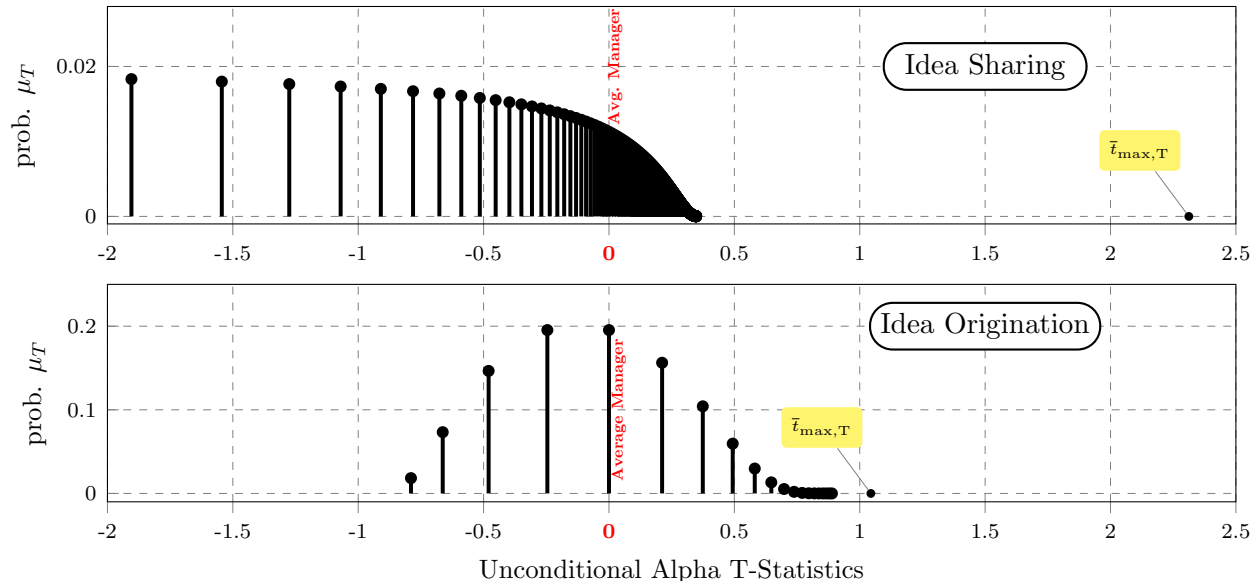 Idea Sharing
Avg. Manager
prob. μ_T
0.02
0
t̄_max,T
-2 -1.5 -1 -0.5 0 0.5 1 1.5 2 2.5
Idea Origination
Average Manager
prob. μ_T
0.2
0.1
0
t̄_max,T
-2 -1.5 -1 -0.5 0 0.5 1 1.5 2 2.5
Unconditional Alpha T-Statistics